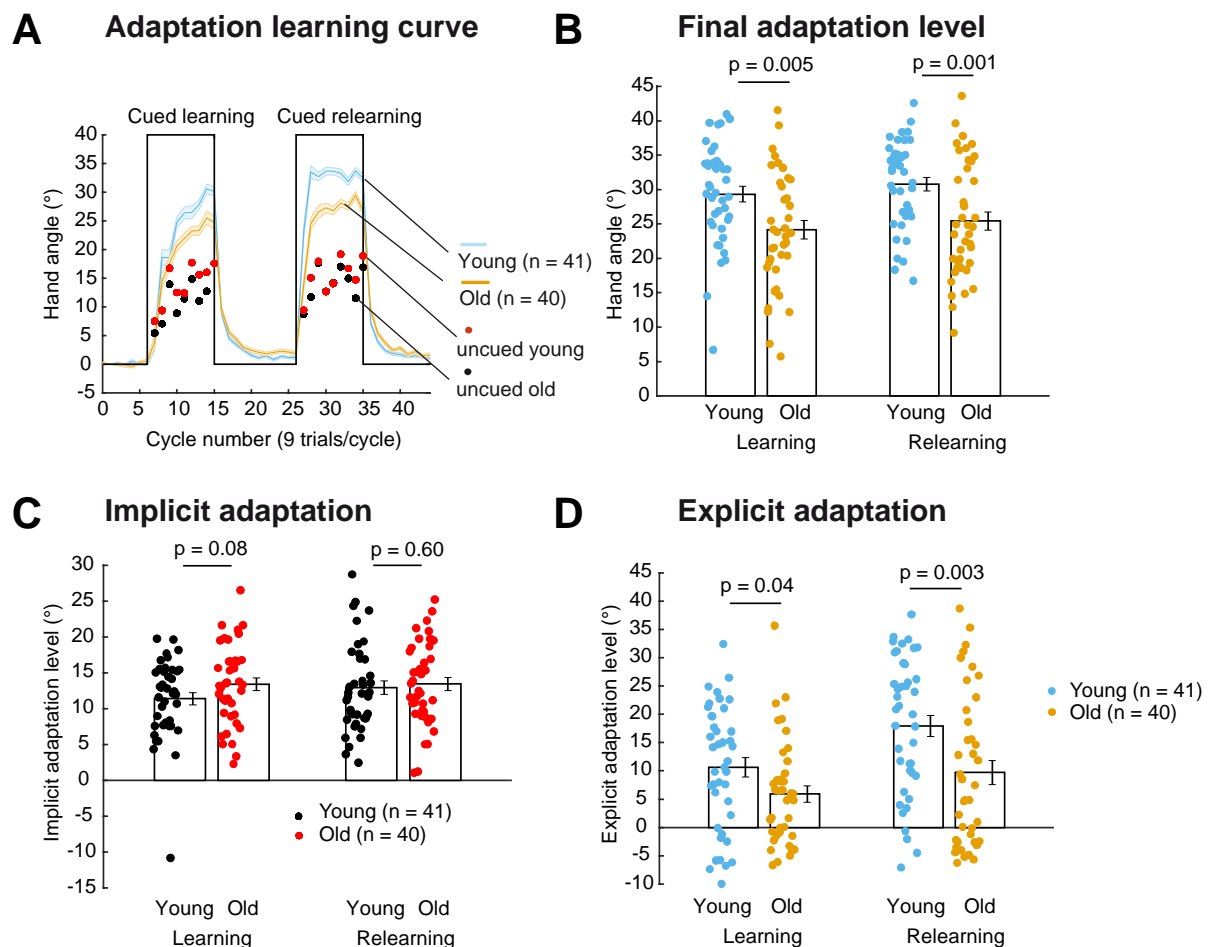 A Adaptation learning curve
Cued learning Cued relearning
Hand angle (°)
40
35
30
25
20
15
10
5
0
-5
0 5 10 15 20 25 30 35 40
Cycle number (9 trials/cycle)
Young (n = 41)
Old (n = 40)
uncued young
uncued old
B Final adaptation level
p = 0.005 p = 0.001
Hand angle (°)
45
40
35
30
25
20
15
10
5
0
Young Old Young Old
Learning Relearning
C Implicit adaptation
p = 0.08 p = 0.60
Implicit adaptation level (°)
30
25
20
15
10
5
0
-5
-10
-15
Young (n = 41)
Old (n = 40)
Young Old Young Old
Learning Relearning
D Explicit adaptation
p = 0.04 p = 0.003
Explicit adaptation level (°)
45
40
35
30
25
20
15
10
5
0
-5
-10
Young (n = 41)
Old (n = 40)
Young Old Young Old
Learning Relearning